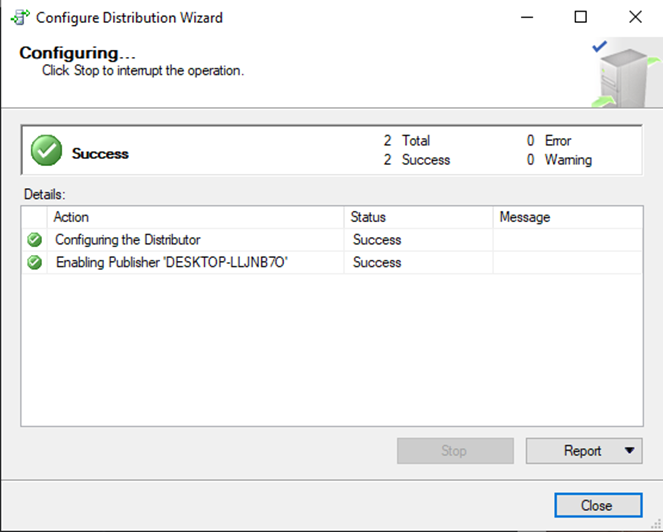 Configure Distribution Wizard
Configuring...
Click Stop to interrupt the operation.
Success
2 Total
0 Error
2 Success
0 Warning
Details:
Action Status Message
Configuring the Distributor Success
Enabling Publisher 'DESKTOP-LLJNB7O' Success
Stop Report
Close